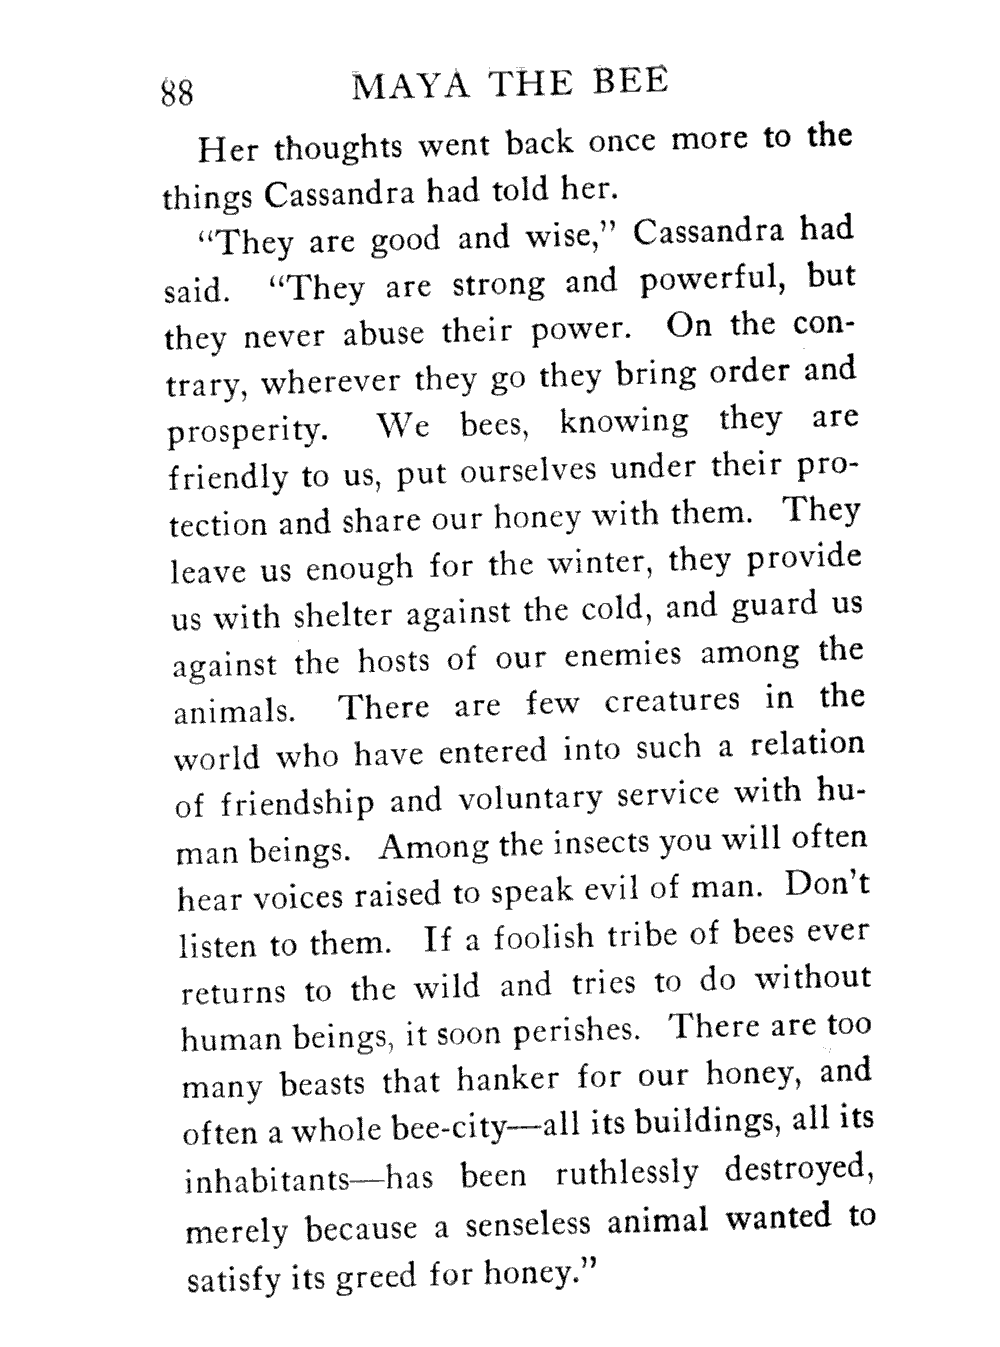 88 MAYA THE BEE
Her thoughts went back once more to the
things Cassandra had told her.
“They are good and wise,” Cassandra had
said. “They are strong and powerful, but
they never abuse their power. On the con-
trary, wherever they go they bring order and
prosperity. We bees, knowing they are
friendly to us, put ourselves under their pro-
tection and share our honey with them. They
leave us enough for the winter, they provide
us with shelter against the cold, and guard us
against the hosts of our enemies among the
animals. There are few creatures in the
world who have entered into such a relation
of friendship and voluntary service with hu-
man beings. Among the insects you will often
hear voices raised to speak evil of man. Don’t
listen to them. If a foolish tribe of bees ever
returns to the wild and tries to do without
human beings, it soon perishes. There are too
many beasts that hanker for our honey, and
often a whole bee-city—all its buildings, all its
inhabitants—has been ruthlessly destroyed,
merely because a senseless animal wanted to
satisfy its greed for honey.”